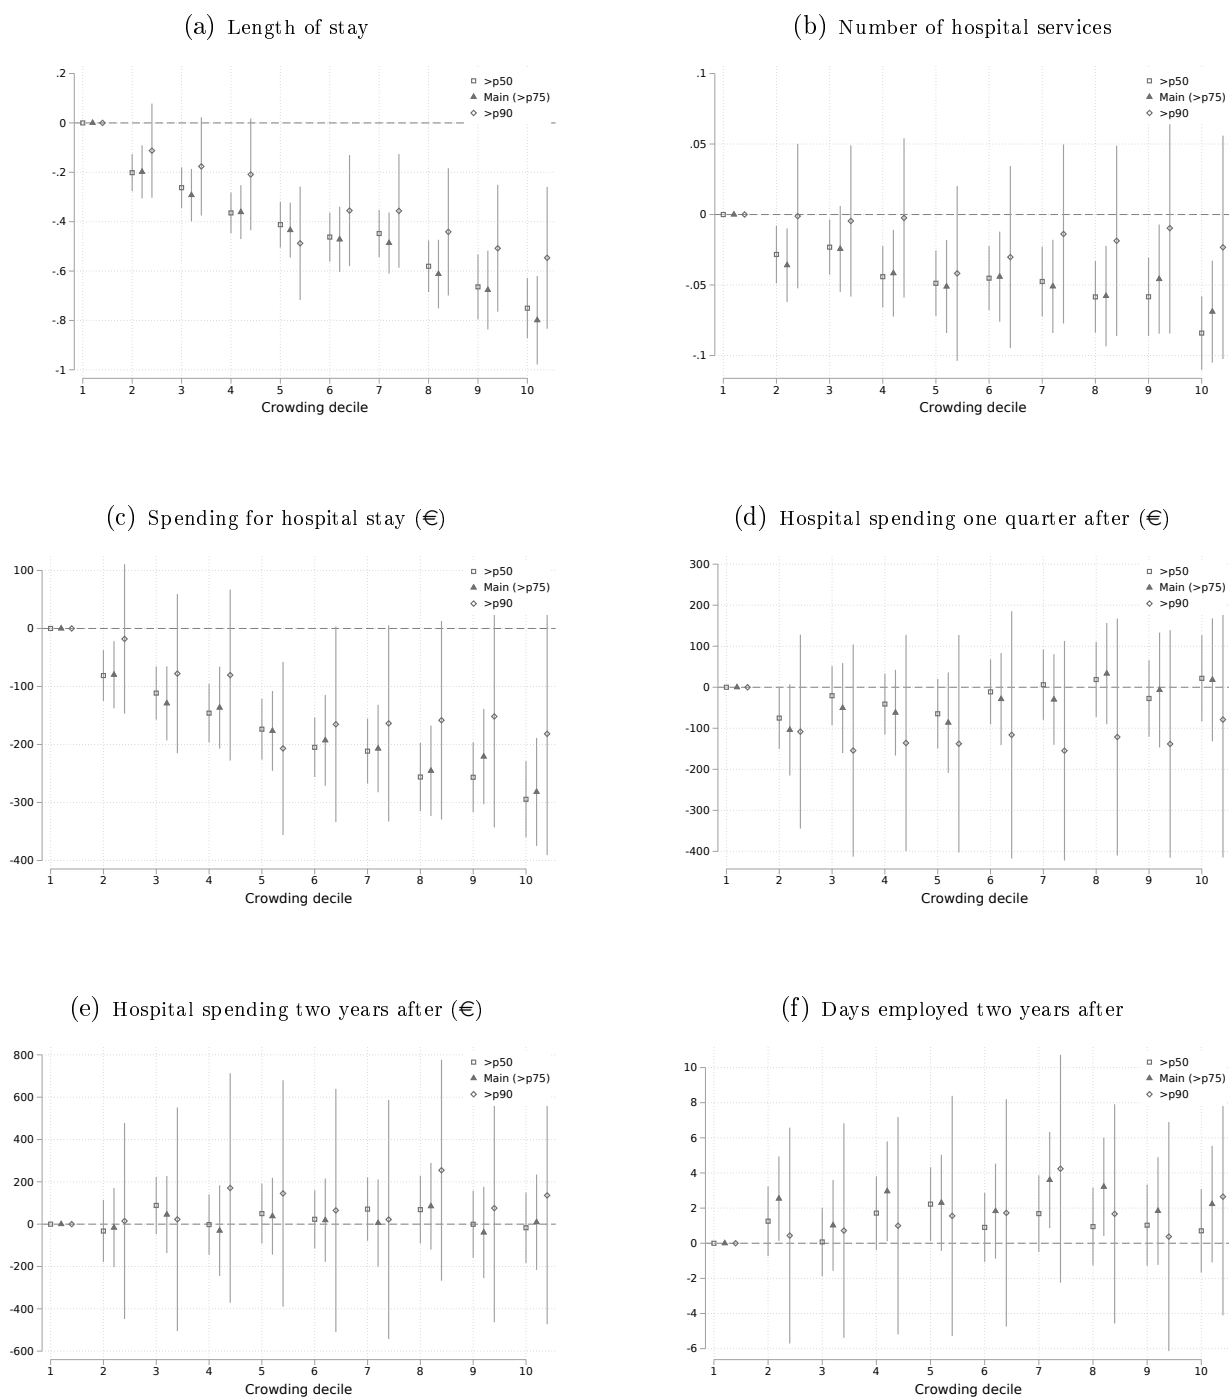 (a) Length of stay
.2
0
-.2
-.4
-.6
-.8
-1
>p50
Main (>p75)
>p90
1 2 3 4 5 6 7 8 9 10
Crowding decile
(b) Number of hospital services
.1
.05
0
-.05
-.1
>p50
Main (>p75)
>p90
1 2 3 4 5 6 7 8 9 10
Crowding decile
(c) Spending for hospital stay (€)
100
0
-100
-200
-300
-400
>p50
Main (>p75)
>p90
1 2 3 4 5 6 7 8 9 10
Crowding decile
(d) Hospital spending one quarter after (€)
300
200
100
0
-100
-200
-300
-400
>p50
Main (>p75)
>p90
1 2 3 4 5 6 7 8 9 10
Crowding decile
(e) Hospital spending two years after (€)
800
600
400
200
0
-200
-400
-600
>p50
Main (>p75)
>p90
1 2 3 4 5 6 7 8 9 10
Crowding decile
(f) Days employed two years after
10
8
6
4
2
0
-2
-4
-6
>p50
Main (>p75)
>p90
1 2 3 4 5 6 7 8 9 10
Crowding decile